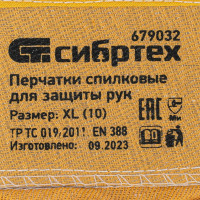 679032
сибртех
Перчатки спилковые
для защиты рук
Размер: XL (10)
ТР ТС 019/2011 EN 388
Изготовлено: 09.2023
EAC